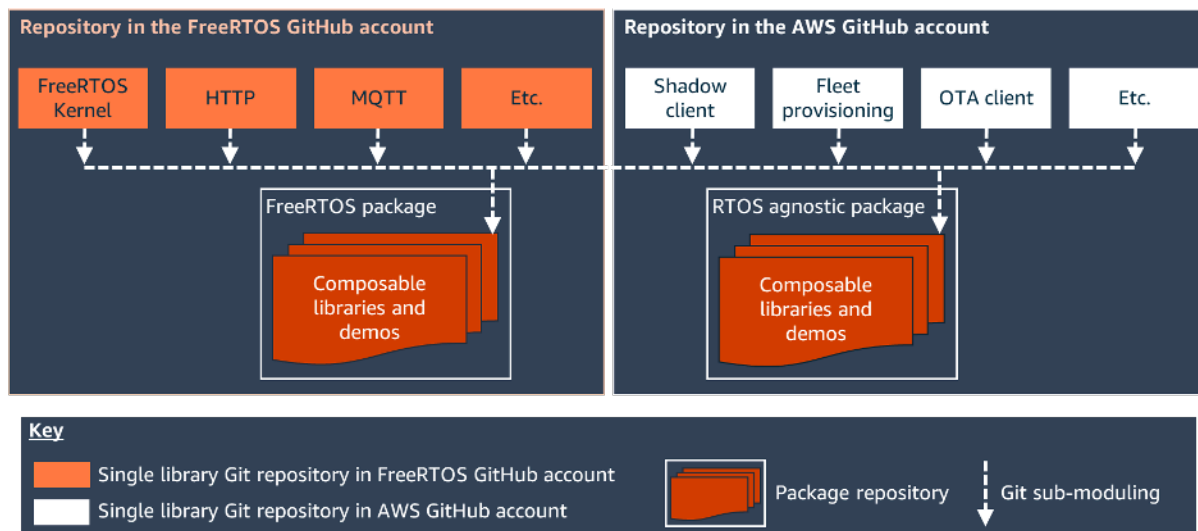 Repository in the FreeRTOS GitHub account
FreeRTOS
Kernel
HTTP
MQTT
Etc.
FreeRTOS package
Composable
libraries and
demos
Repository in the AWS GitHub account
Shadow
client
Fleet
provisioning
OTA client
Etc.
RTOS agnostic package
Composable
libraries and
demos
Key
Single library Git repository in FreeRTOS GitHub account
Single library Git repository in AWS GitHub account
Package repository
Git sub-moduling